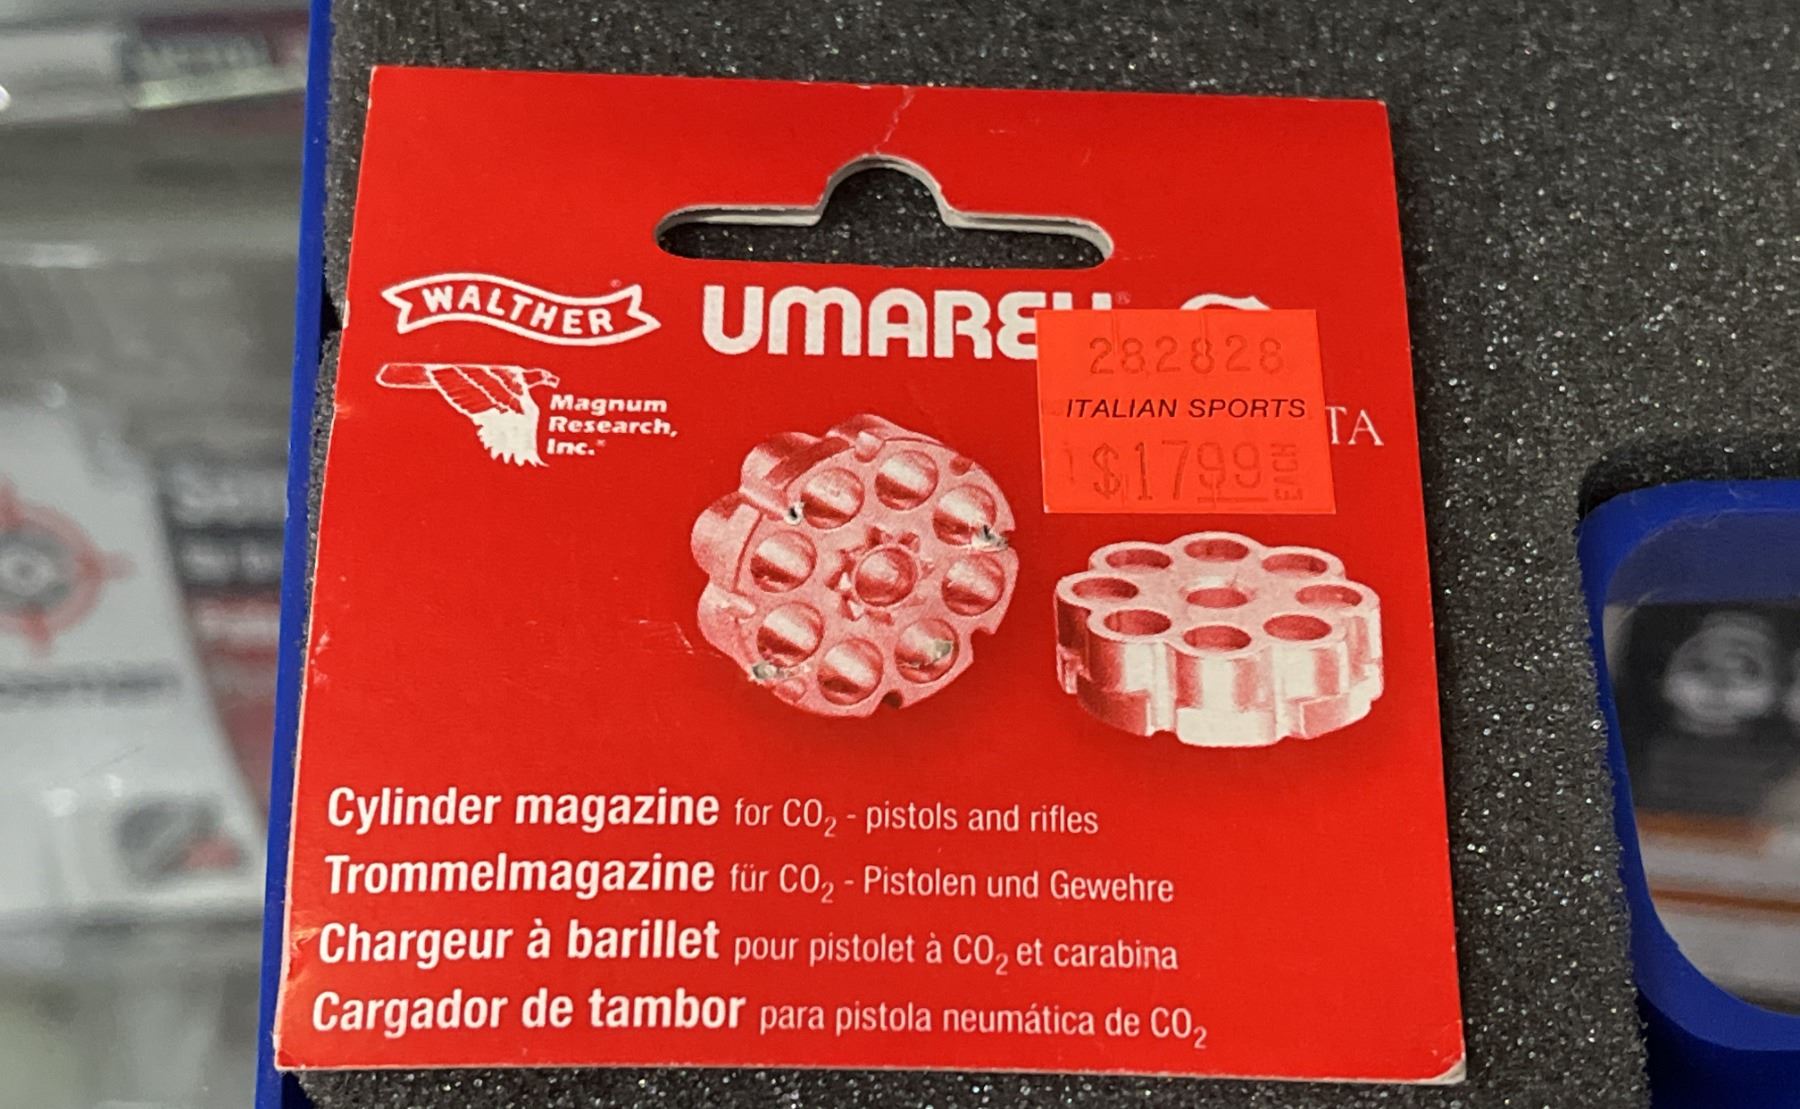 WALTHER
UMAREX®
Magnum
Research,
Inc.®
282828
ITALIAN SPORTS
$1799 EACH
TA
Cylinder magazine for CO₂ - pistols and rifles
Trommelmagazine für CO₂ - Pistolen und Gewehre
Chargeur à barillet pour pistolet à CO₂ et carabina
Cargador de tambor para pistola neumática de CO₂